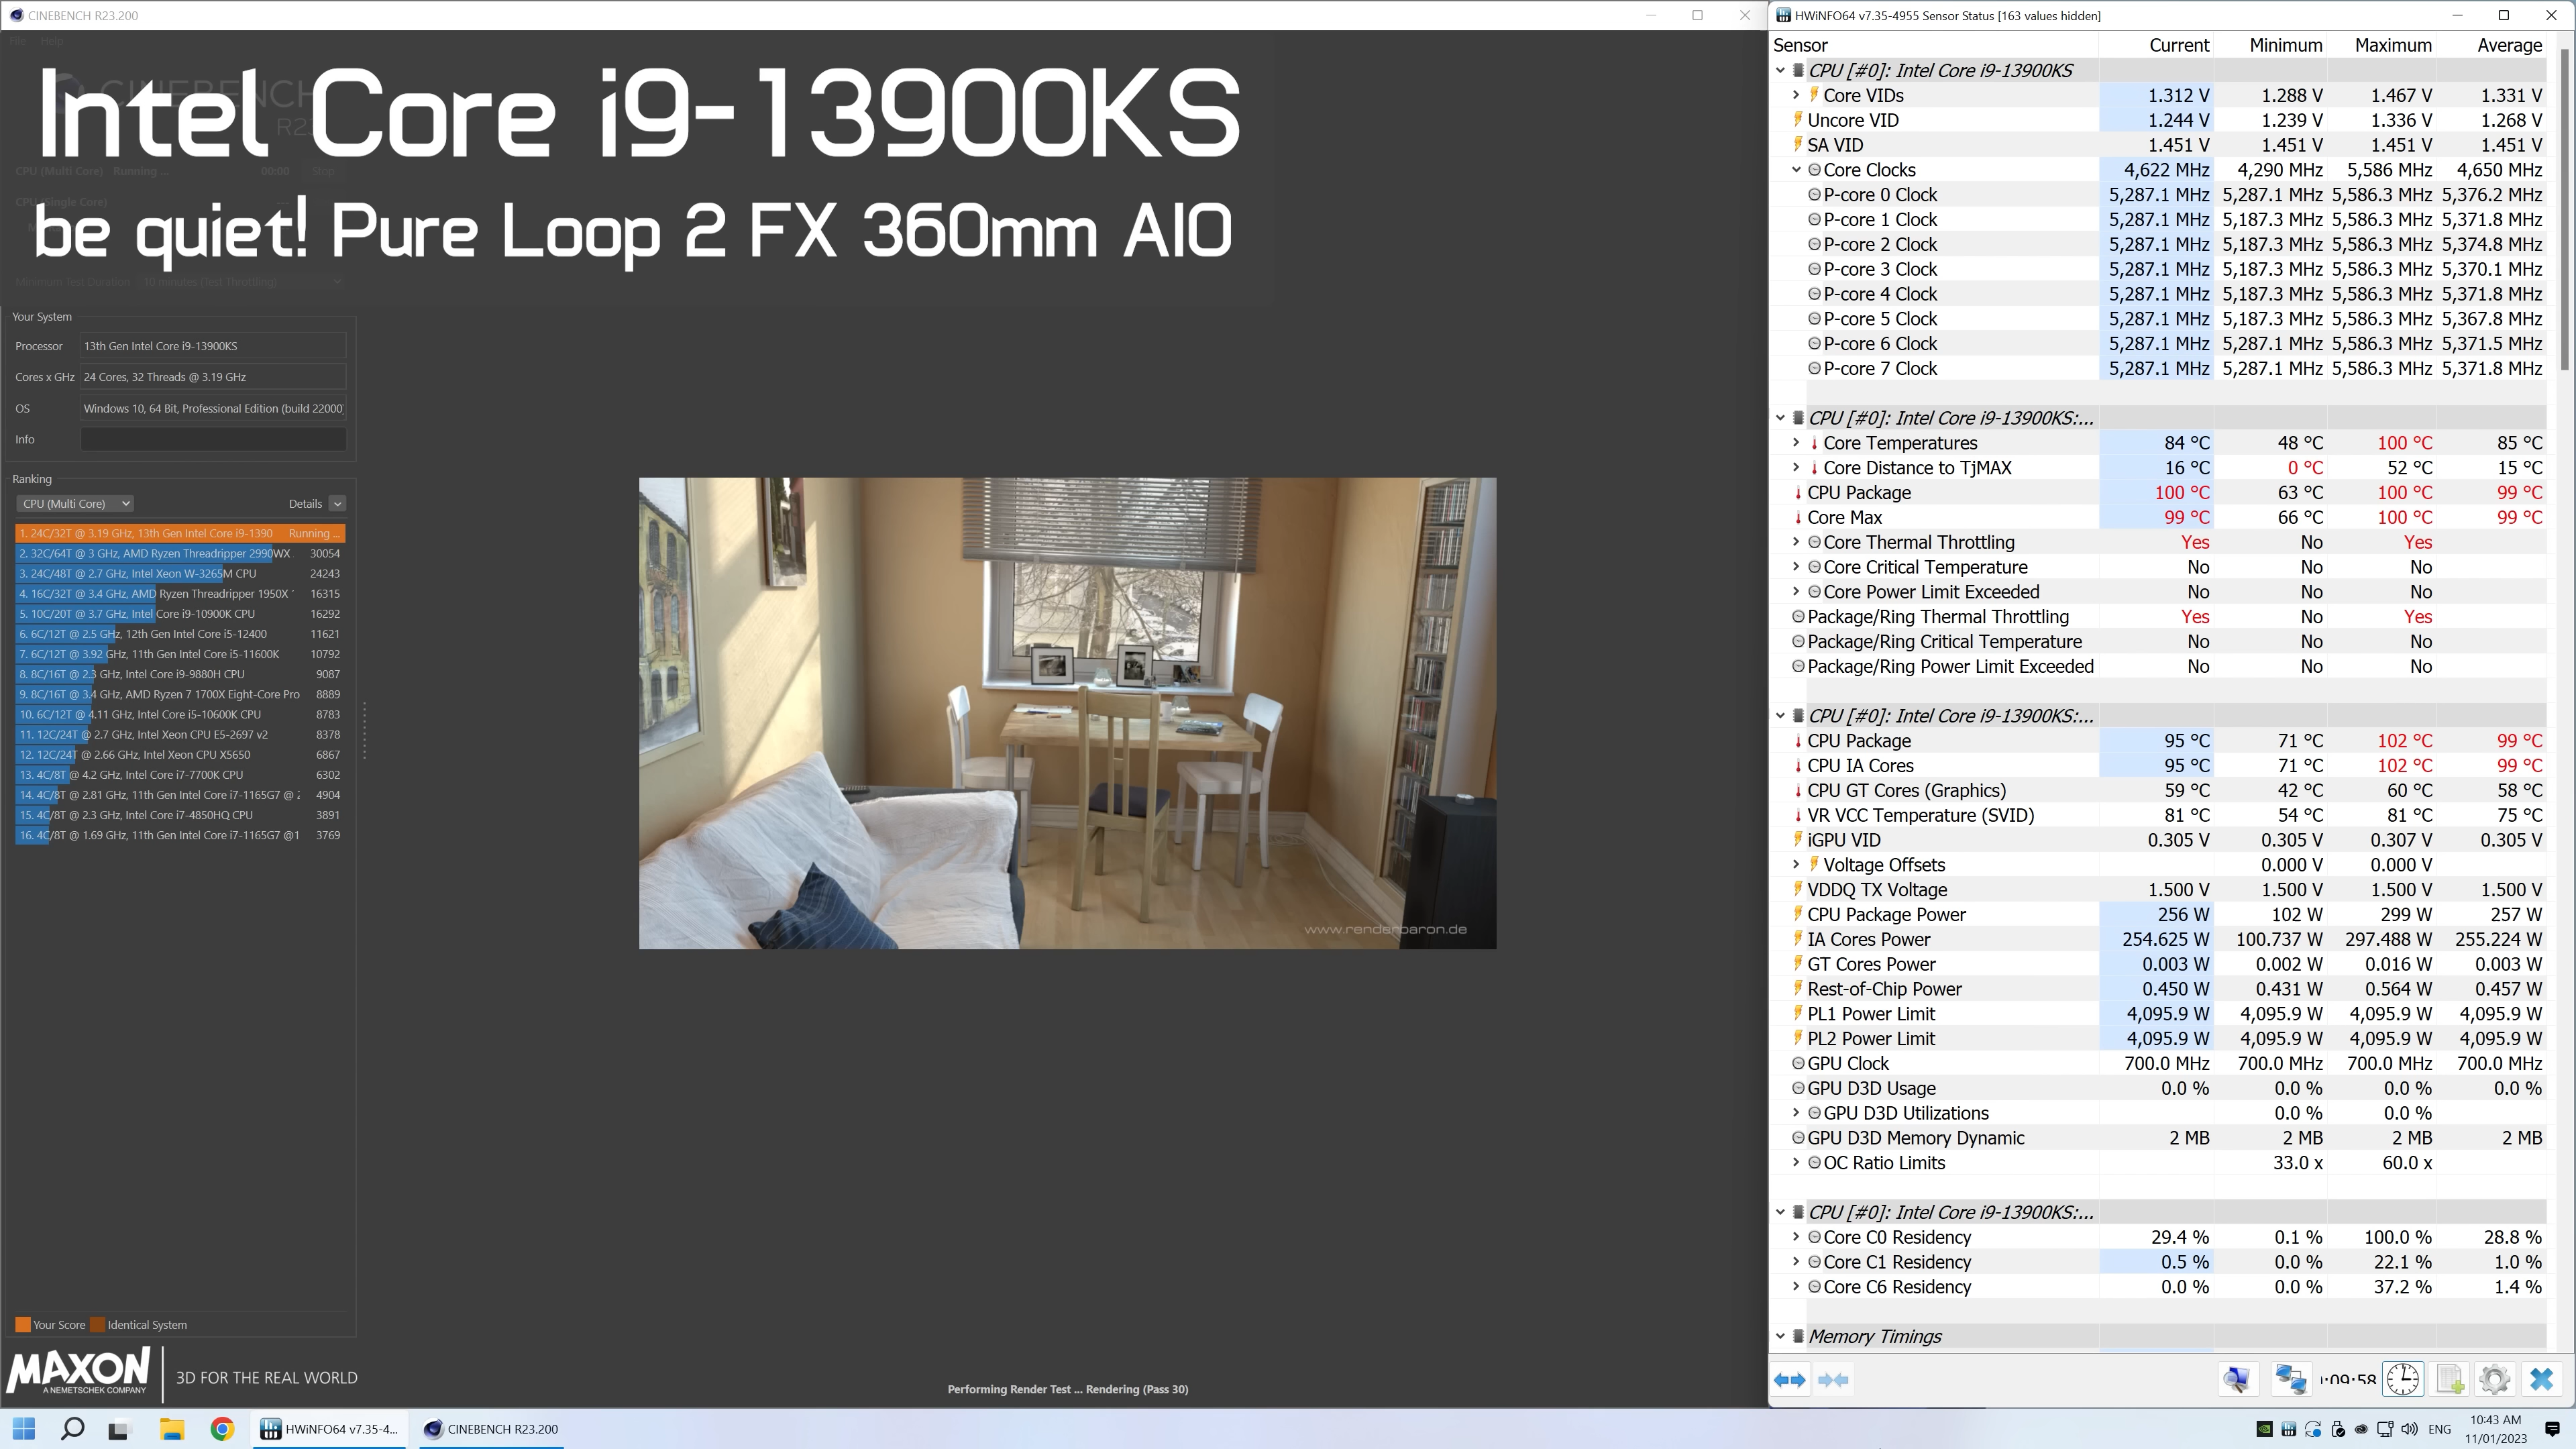 CINEBENCH R23.200
File Help
Intel Core i9-13900KS
CINEBENCH
CPU (Multi Core) Running ... 00:00 Stop
be quiet! Pure Loop 2 FX 360mm AIO
Minimum Test Duration 10 minutes (Test Throttling)
Your System
Processor 13th Gen Intel Core i9-13900KS
Cores x GHz 24 Cores, 32 Threads @ 3.19 GHz
OS Windows 10, 64 Bit, Professional Edition (build 22000)
Info
Ranking
CPU (Multi Core) Details
1. 24C/32T @ 3.19 GHz, 13th Gen Intel Core i9-1390 Running ...
2. 32C/64T @ 3 GHz, AMD Ryzen Threadripper 2990WX 30054
3. 24C/48T @ 2.7 GHz, Intel Xeon W-3265M CPU 24243
4. 16C/32T @ 3.4 GHz, AMD Ryzen Threadripper 1950X 16315
5. 10C/20T @ 3.7 GHz, Intel Core i9-10900K CPU 16292
6. 6C/12T @ 2.5 GHz, 12th Gen Intel Core i5-12400 11621
7. 6C/12T @ 3.92 GHz, 11th Gen Intel Core i5-11600K 10792
8. 8C/16T @ 2.3 GHz, Intel Core i9-9880H CPU 9087
9. 8C/16T @ 3.4 GHz, AMD Ryzen 7 1700X Eight-Core Pro 8889
10. 6C/12T @ 4.11 GHz, Intel Core i5-10600K CPU 8783
11. 12C/24T @ 2.7 GHz, Intel Xeon CPU E5-2697 v2 8378
12. 12C/24T @ 2.66 GHz, Intel Xeon CPU X5650 6867
13. 4C/8T @ 4.2 GHz, Intel Core i7-7700K CPU 6302
14. 4C/8T @ 2.81 GHz, 11th Gen Intel Core i7-1165G7 @ 2 4904
15. 4C/8T @ 2.3 GHz, Intel Core i7-4850HQ CPU 3891
16. 4C/8T @ 1.69 GHz, 11th Gen Intel Core i7-1165G7 @1 3769
Your Score Identical System
MAXON
A NEMETSCHEK COMPANY
3D FOR THE REAL WORLD
www.renderbaron.de
Performing Render Test ... Rendering (Pass 30)
HWiNFO64 v7.35-4955 Sensor Status [163 values hidden]
Sensor Current Minimum Maximum Average
CPU [#0]: Intel Core i9-13900KS
Core VIDs 1.312 V 1.288 V 1.467 V 1.331 V
Uncore VID 1.244 V 1.239 V 1.336 V 1.268 V
SA VID 1.451 V 1.451 V 1.451 V 1.451 V
Core Clocks 4,622 MHz 4,290 MHz 5,586 MHz 4,650 MHz
P-core 0 Clock 5,287.1 MHz 5,287.1 MHz 5,586.3 MHz 5,376.2 MHz
P-core 1 Clock 5,287.1 MHz 5,187.3 MHz 5,586.3 MHz 5,371.8 MHz
P-core 2 Clock 5,287.1 MHz 5,187.3 MHz 5,586.3 MHz 5,374.8 MHz
P-core 3 Clock 5,287.1 MHz 5,187.3 MHz 5,586.3 MHz 5,370.1 MHz
P-core 4 Clock 5,287.1 MHz 5,187.3 MHz 5,586.3 MHz 5,371.8 MHz
P-core 5 Clock 5,287.1 MHz 5,187.3 MHz 5,586.3 MHz 5,367.8 MHz
P-core 6 Clock 5,287.1 MHz 5,287.1 MHz 5,586.3 MHz 5,371.5 MHz
P-core 7 Clock 5,287.1 MHz 5,287.1 MHz 5,586.3 MHz 5,371.8 MHz
CPU [#0]: Intel Core i9-13900KS:...
Core Temperatures 84 °C 48 °C 100 °C 85 °C
Core Distance to TjMAX 16 °C 0 °C 52 °C 15 °C
CPU Package 100 °C 63 °C 100 °C 99 °C
Core Max 99 °C 66 °C 100 °C 99 °C
Core Thermal Throttling Yes No Yes
Core Critical Temperature No No No
Core Power Limit Exceeded No No No
Package/Ring Thermal Throttling Yes No Yes
Package/Ring Critical Temperature No No No
Package/Ring Power Limit Exceeded No No No
CPU [#0]: Intel Core i9-13900KS:...
CPU Package 95 °C 71 °C 102 °C 99 °C
CPU IA Cores 95 °C 71 °C 102 °C 99 °C
CPU GT Cores (Graphics) 59 °C 42 °C 60 °C 58 °C
VR VCC Temperature (SVID) 81 °C 54 °C 81 °C 75 °C
iGPU VID 0.305 V 0.305 V 0.307 V 0.305 V
Voltage Offsets 0.000 V 0.000 V
VDDQ TX Voltage 1.500 V 1.500 V 1.500 V 1.500 V
CPU Package Power 256 W 102 W 299 W 257 W
IA Cores Power 254.625 W 100.737 W 297.488 W 255.224 W
GT Cores Power 0.003 W 0.002 W 0.016 W 0.003 W
Rest-of-Chip Power 0.450 W 0.431 W 0.564 W 0.457 W
PL1 Power Limit 4,095.9 W 4,095.9 W 4,095.9 W 4,095.9 W
PL2 Power Limit 4,095.9 W 4,095.9 W 4,095.9 W 4,095.9 W
GPU Clock 700.0 MHz 700.0 MHz 700.0 MHz 700.0 MHz
GPU D3D Usage 0.0 % 0.0 % 0.0 % 0.0 %
GPU D3D Utilizations 0.0 % 0.0 %
GPU D3D Memory Dynamic 2 MB 2 MB 2 MB 2 MB
OC Ratio Limits 33.0 x 60.0 x
CPU [#0]: Intel Core i9-13900KS:...
Core C0 Residency 29.4 % 0.1 % 100.0 % 28.8 %
Core C1 Residency 0.5 % 0.0 % 22.1 % 1.0 %
Core C6 Residency 0.0 % 0.0 % 37.2 % 1.4 %
Memory Timings
:09:58
HWiNFO64 v7.35-4... CINEBENCH R23.200
ENG 10:43 AM
11/01/2023